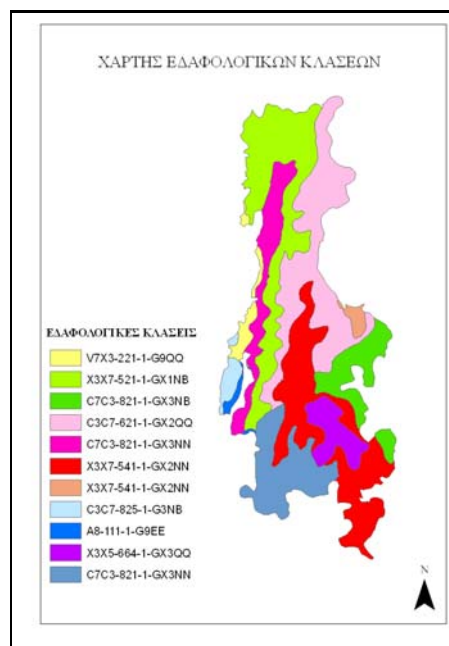 ΧΑΡΤΗΣ ΕΔΑΦΟΛΟΓΙΚΩΝ ΚΛΑΣΕΩΝ
ΕΔΑΦΟΛΟΓΙΚΕΣ ΚΛΑΣΕΙΣ
V7X3-221-1-G9QQ
X3X7-521-1-GX1NB
C7C3-821-1-GX3NB
C3C7-621-1-GX2QQ
C7C3-821-1-GX3NN
X3X7-541-1-GX2NN
X3X7-541-1-GX2NN
C3C7-825-1-G3NB
A8-111-1-G9EE
X3X5-664-1-GX3QQ
C7C3-821-1-GX3NN
N